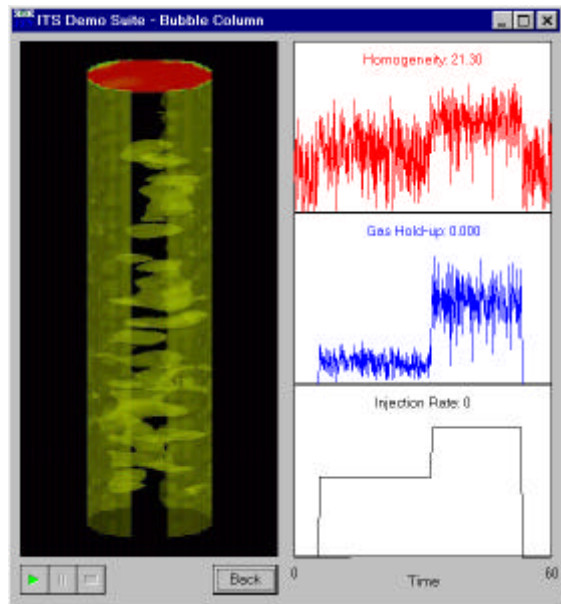 ITS Demo Suite - Bubble Column
Homogeneity: 21.30
Gas Hold-up: 0.000
Injection Rate: 0
Back
0
Time
60